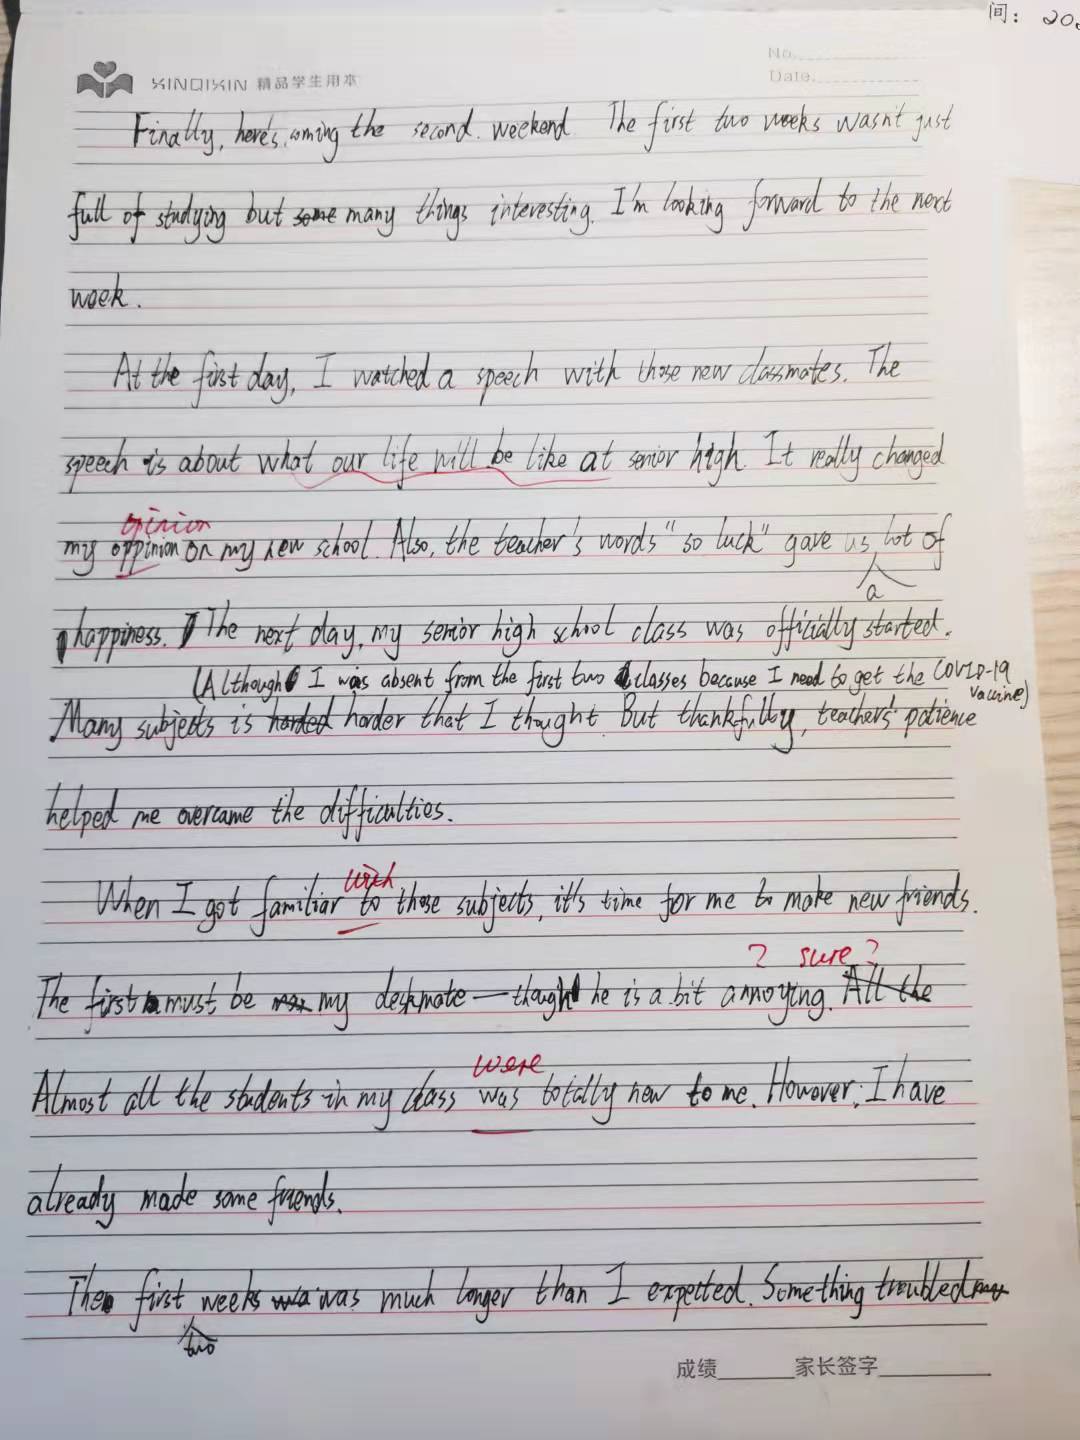 间： 202
No.
Date.
XINQIXIN 精品学生用本
Finally, here's coming the second weekend. The first two weeks wasn't just
full of studying but some many things interesting. I'm looking forward to the next
week.
At the first day, I watched a speech with those new classmates. The
speech is about what our life will be like at senior high. It really changed
opinion
my oppinion on my new school. Also, the teacher's words "so luck" gave us lot of
a
happiness. The next day, my senior high school class was officially started.
(Although I was absent from the first two classes because I need to get the COVID-19
vaccine)
Many subjects is harded harder that I thought. But thankfully, teachers' patience
helped me overcame the difficulties.
with
When I got familiar to those subjects, it's time for me to make new friends.
? sure?
The first must be my deskmate — though he is a bit annoying. All the
were
Almost all the students in my class was totally new to me. However, I have
already made some friends.
The first weeks was much longer than I expected. Something troubled my
two
成绩 家长签字